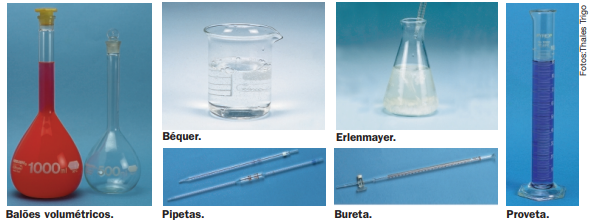 1000
500
Béquer.
Erlenmayer.
Balões volumétricos.
Pipetas.
Bureta.
Proveta.
Fotos:Thales Trigo